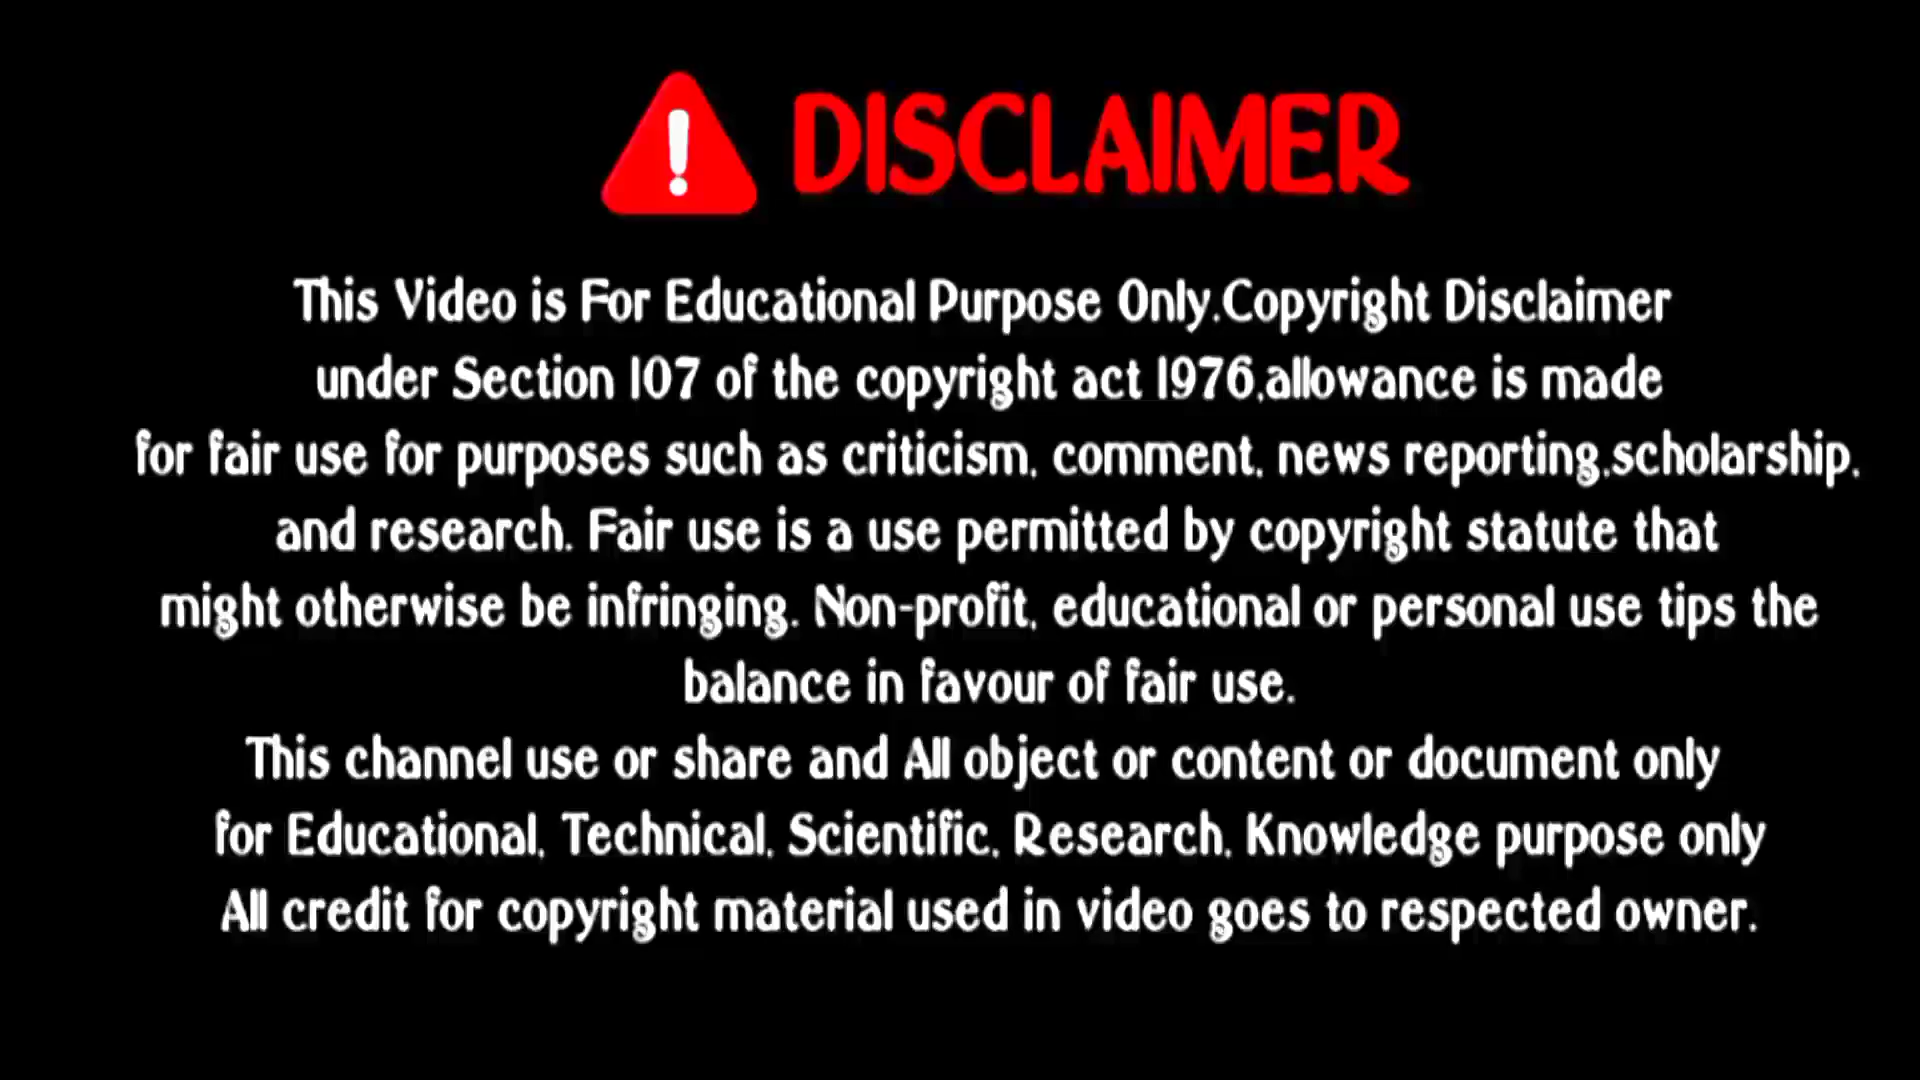 DISCLAIMER
This Video is For Educational Purpose Only.Copyright Disclaimer
under Section 107 of the copyright act 1976,allowance is made
for fair use for purposes such as criticism, comment, news reporting,scholarship,
and research. Fair use is a use permitted by copyright statute that
might otherwise be infringing. Non-profit, educational or personal use tips the
balance in favour of fair use.
This channel use or share and All object or content or document only
for Educational, Technical, Scientific, Research, Knowledge purpose only
All credit for copyright material used in video goes to respected owner.